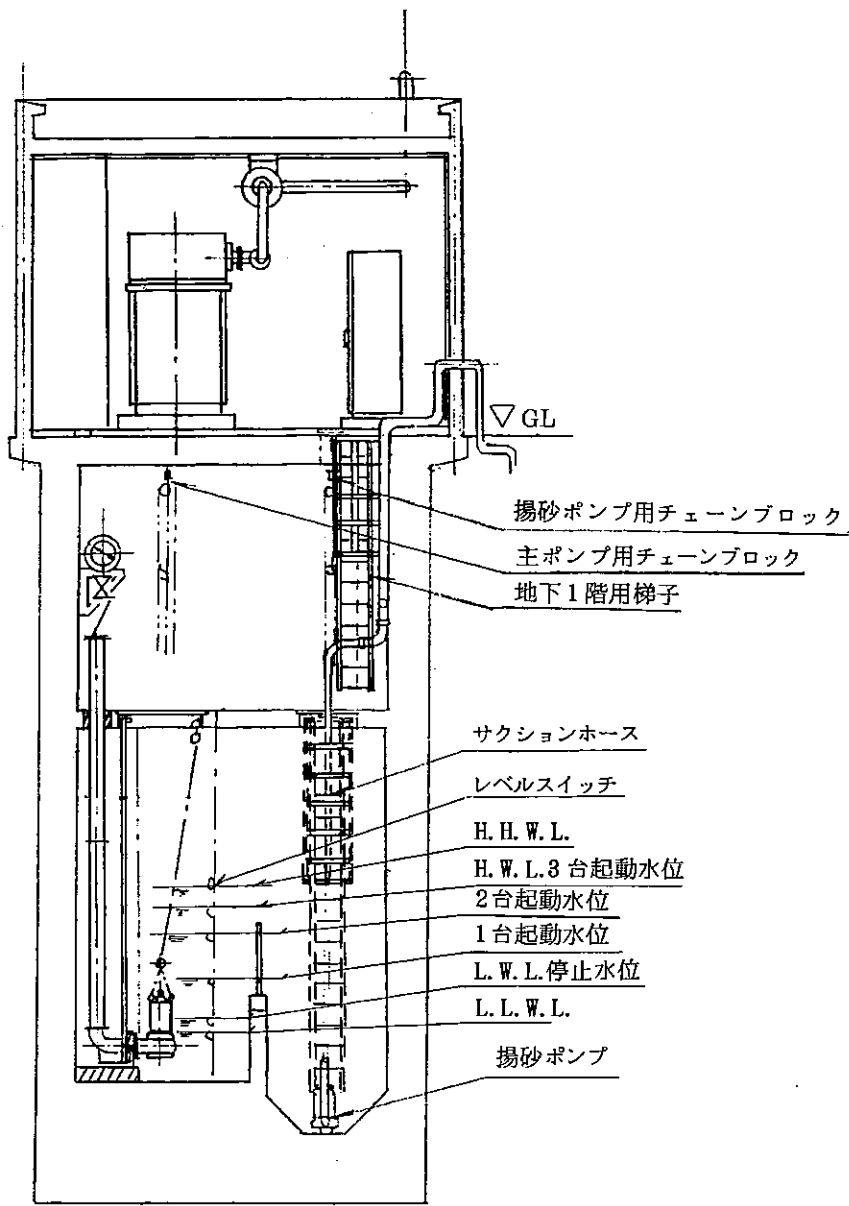 ▽ GL
揚砂ポンプ用チェーンブロック
主ポンプ用チェーンブロック
地下1階用梯子
サクションホース
レベルスイッチ
H.H.W.L.
H.W.L.3台起動水位
2台起動水位
1台起動水位
L.W.L.停止水位
L.L.W.L.
揚砂ポンプ